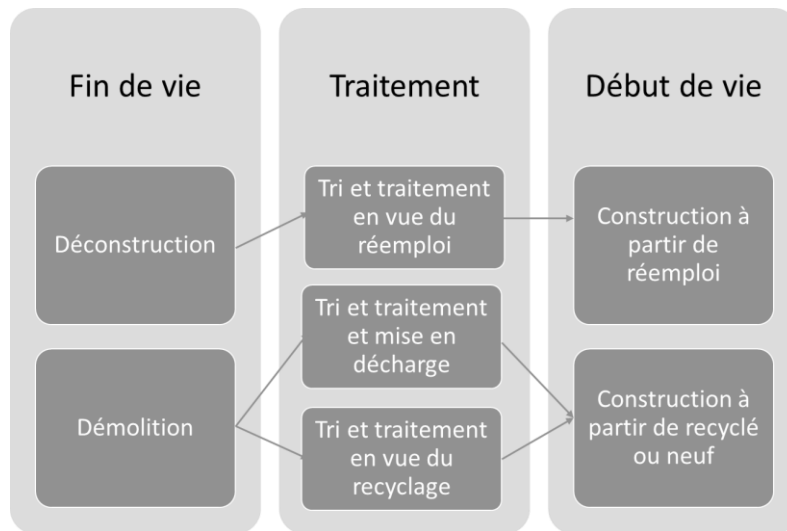 Fin de vie
Traitement
Début de vie
Déconstruction
Tri et traitement
en vue du
réemploi
Construction à
partir de
réemploi
Tri et traitement
et mise en
décharge
Démolition
Tri et traitement
en vue du
recyclage
Construction à
partir de recyclé
ou neuf